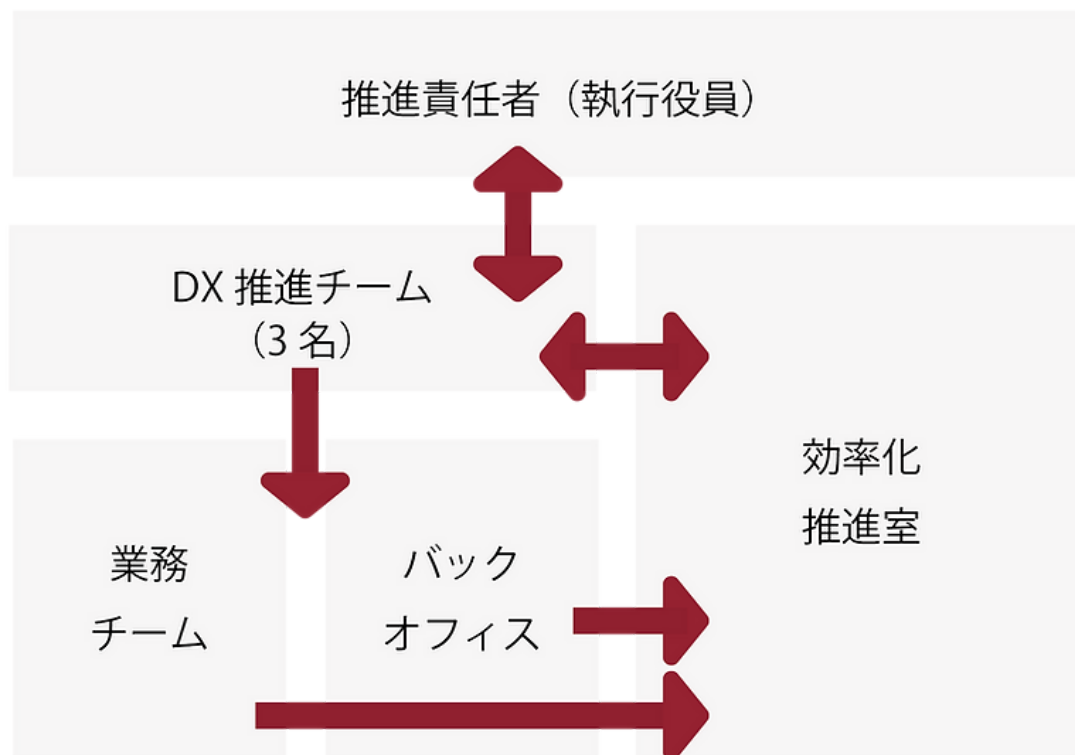 推進責任者（執行役員）
DX 推進チーム
（3 名）
業務
チーム
バック
オフィス
効率化
推進室